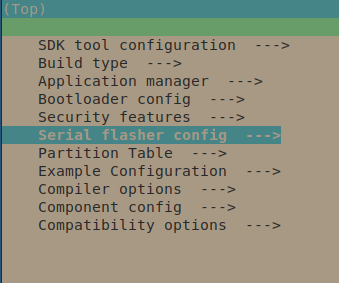 (Top)
SDK tool configuration  --->
Build type  --->
Application manager  --->
Bootloader config  --->
Security features  --->
Serial flasher config  --->
Partition Table  --->
Example Configuration  --->
Compiler options  --->
Component config  --->
Compatibility options  --->